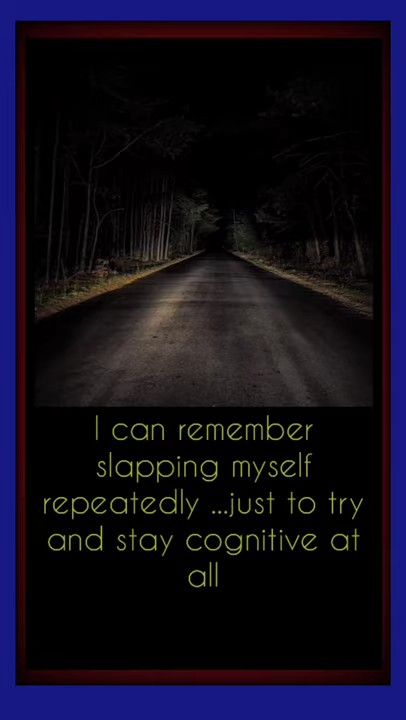 I can remember
slapping myself
repeatedly ...just to try
and stay cognitive at
all